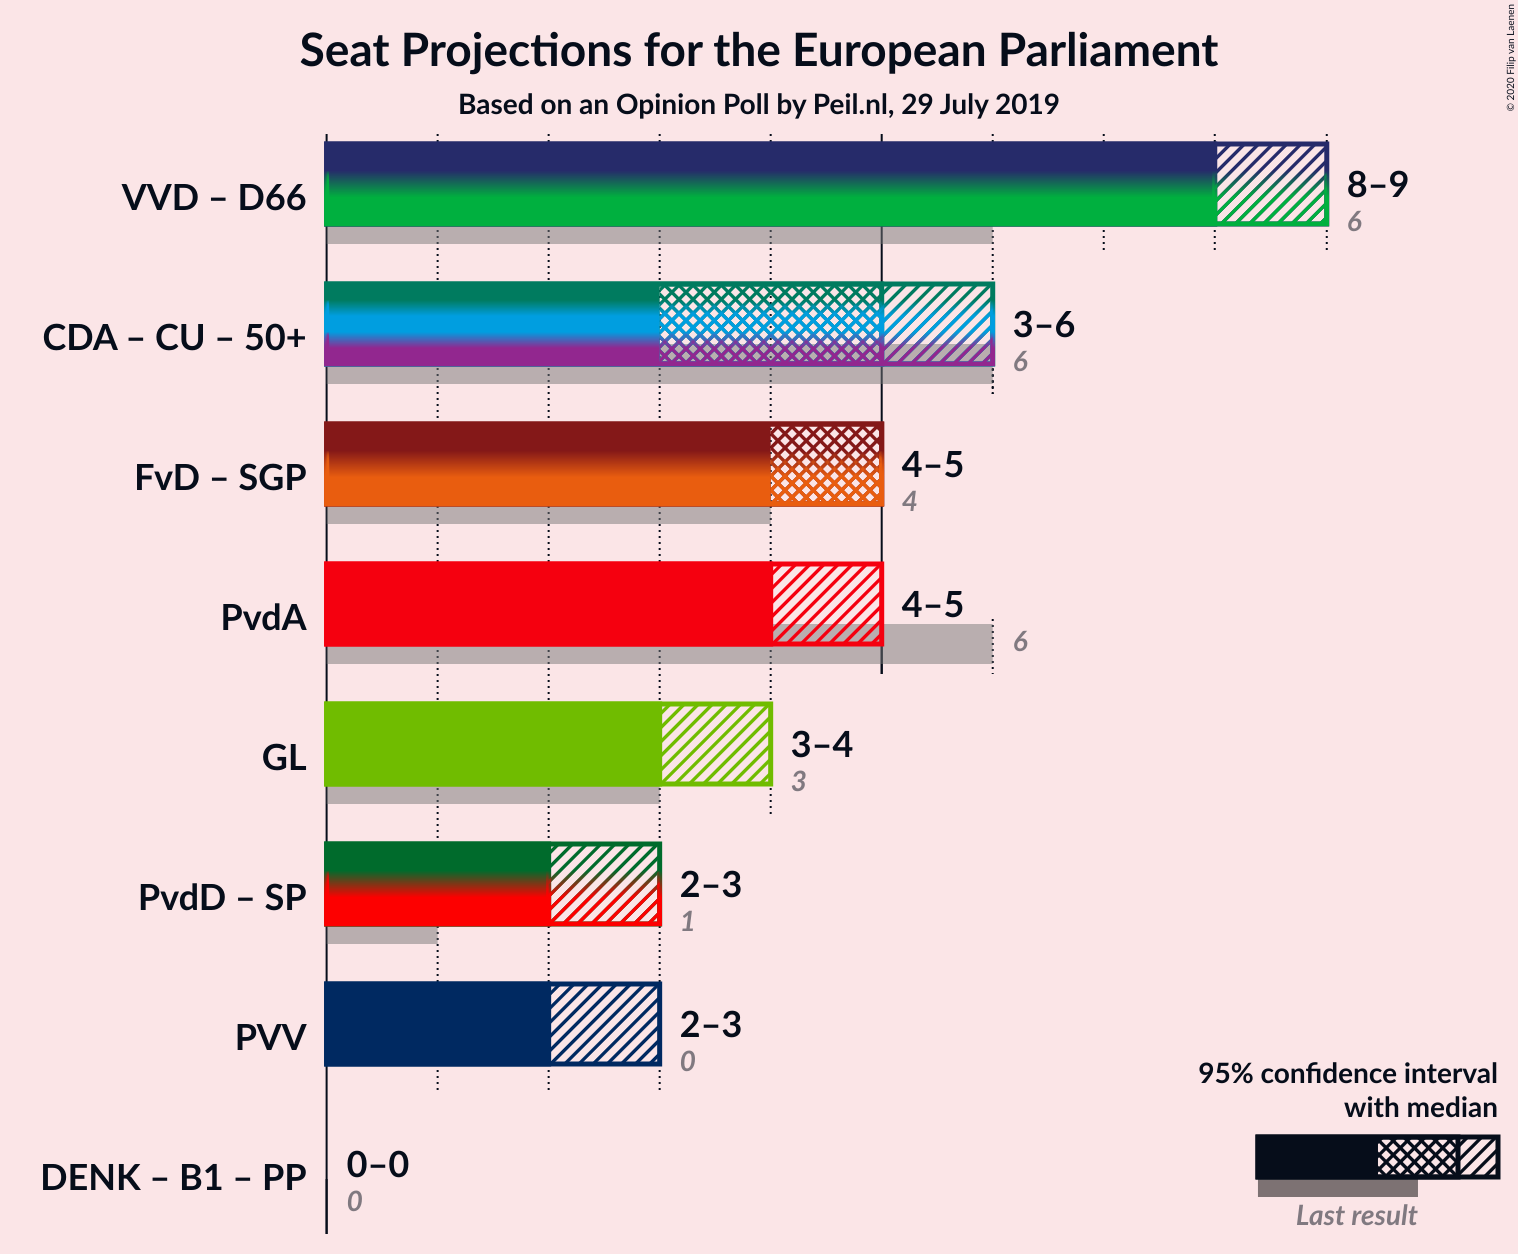 Seat Projections for the European Parliament
Based on an Opinion Poll by Peil.nl, 29 July 2019
© 2020 Filip van Laenen
VVD – D66
8–9
6
CDA – CU – 50+
3–6
6
FvD – SGP
4–5
4
PvdA
4–5
6
GL
3–4
3
PvdD – SP
2–3
1
PVV
2–3
0
DENK – B1 – PP
0–0
0
95% confidence interval
with median
Last result